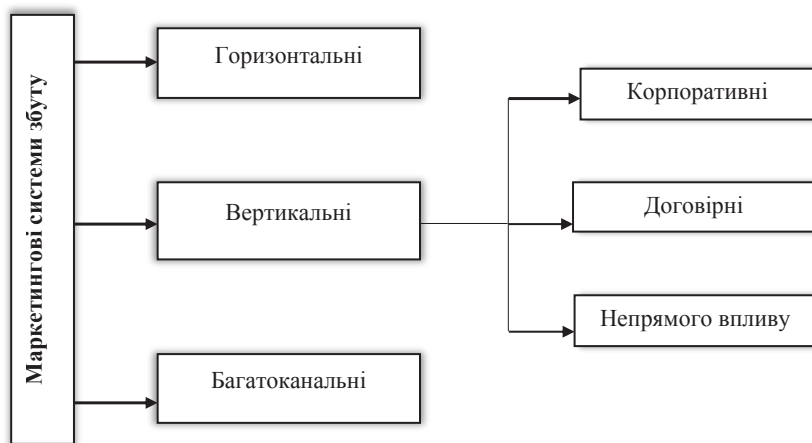 Маркетингові системи збуту
Горизонтальні
Вертикальні
Багатоканальні
Корпоративні
Договірні
Непрямого впливу